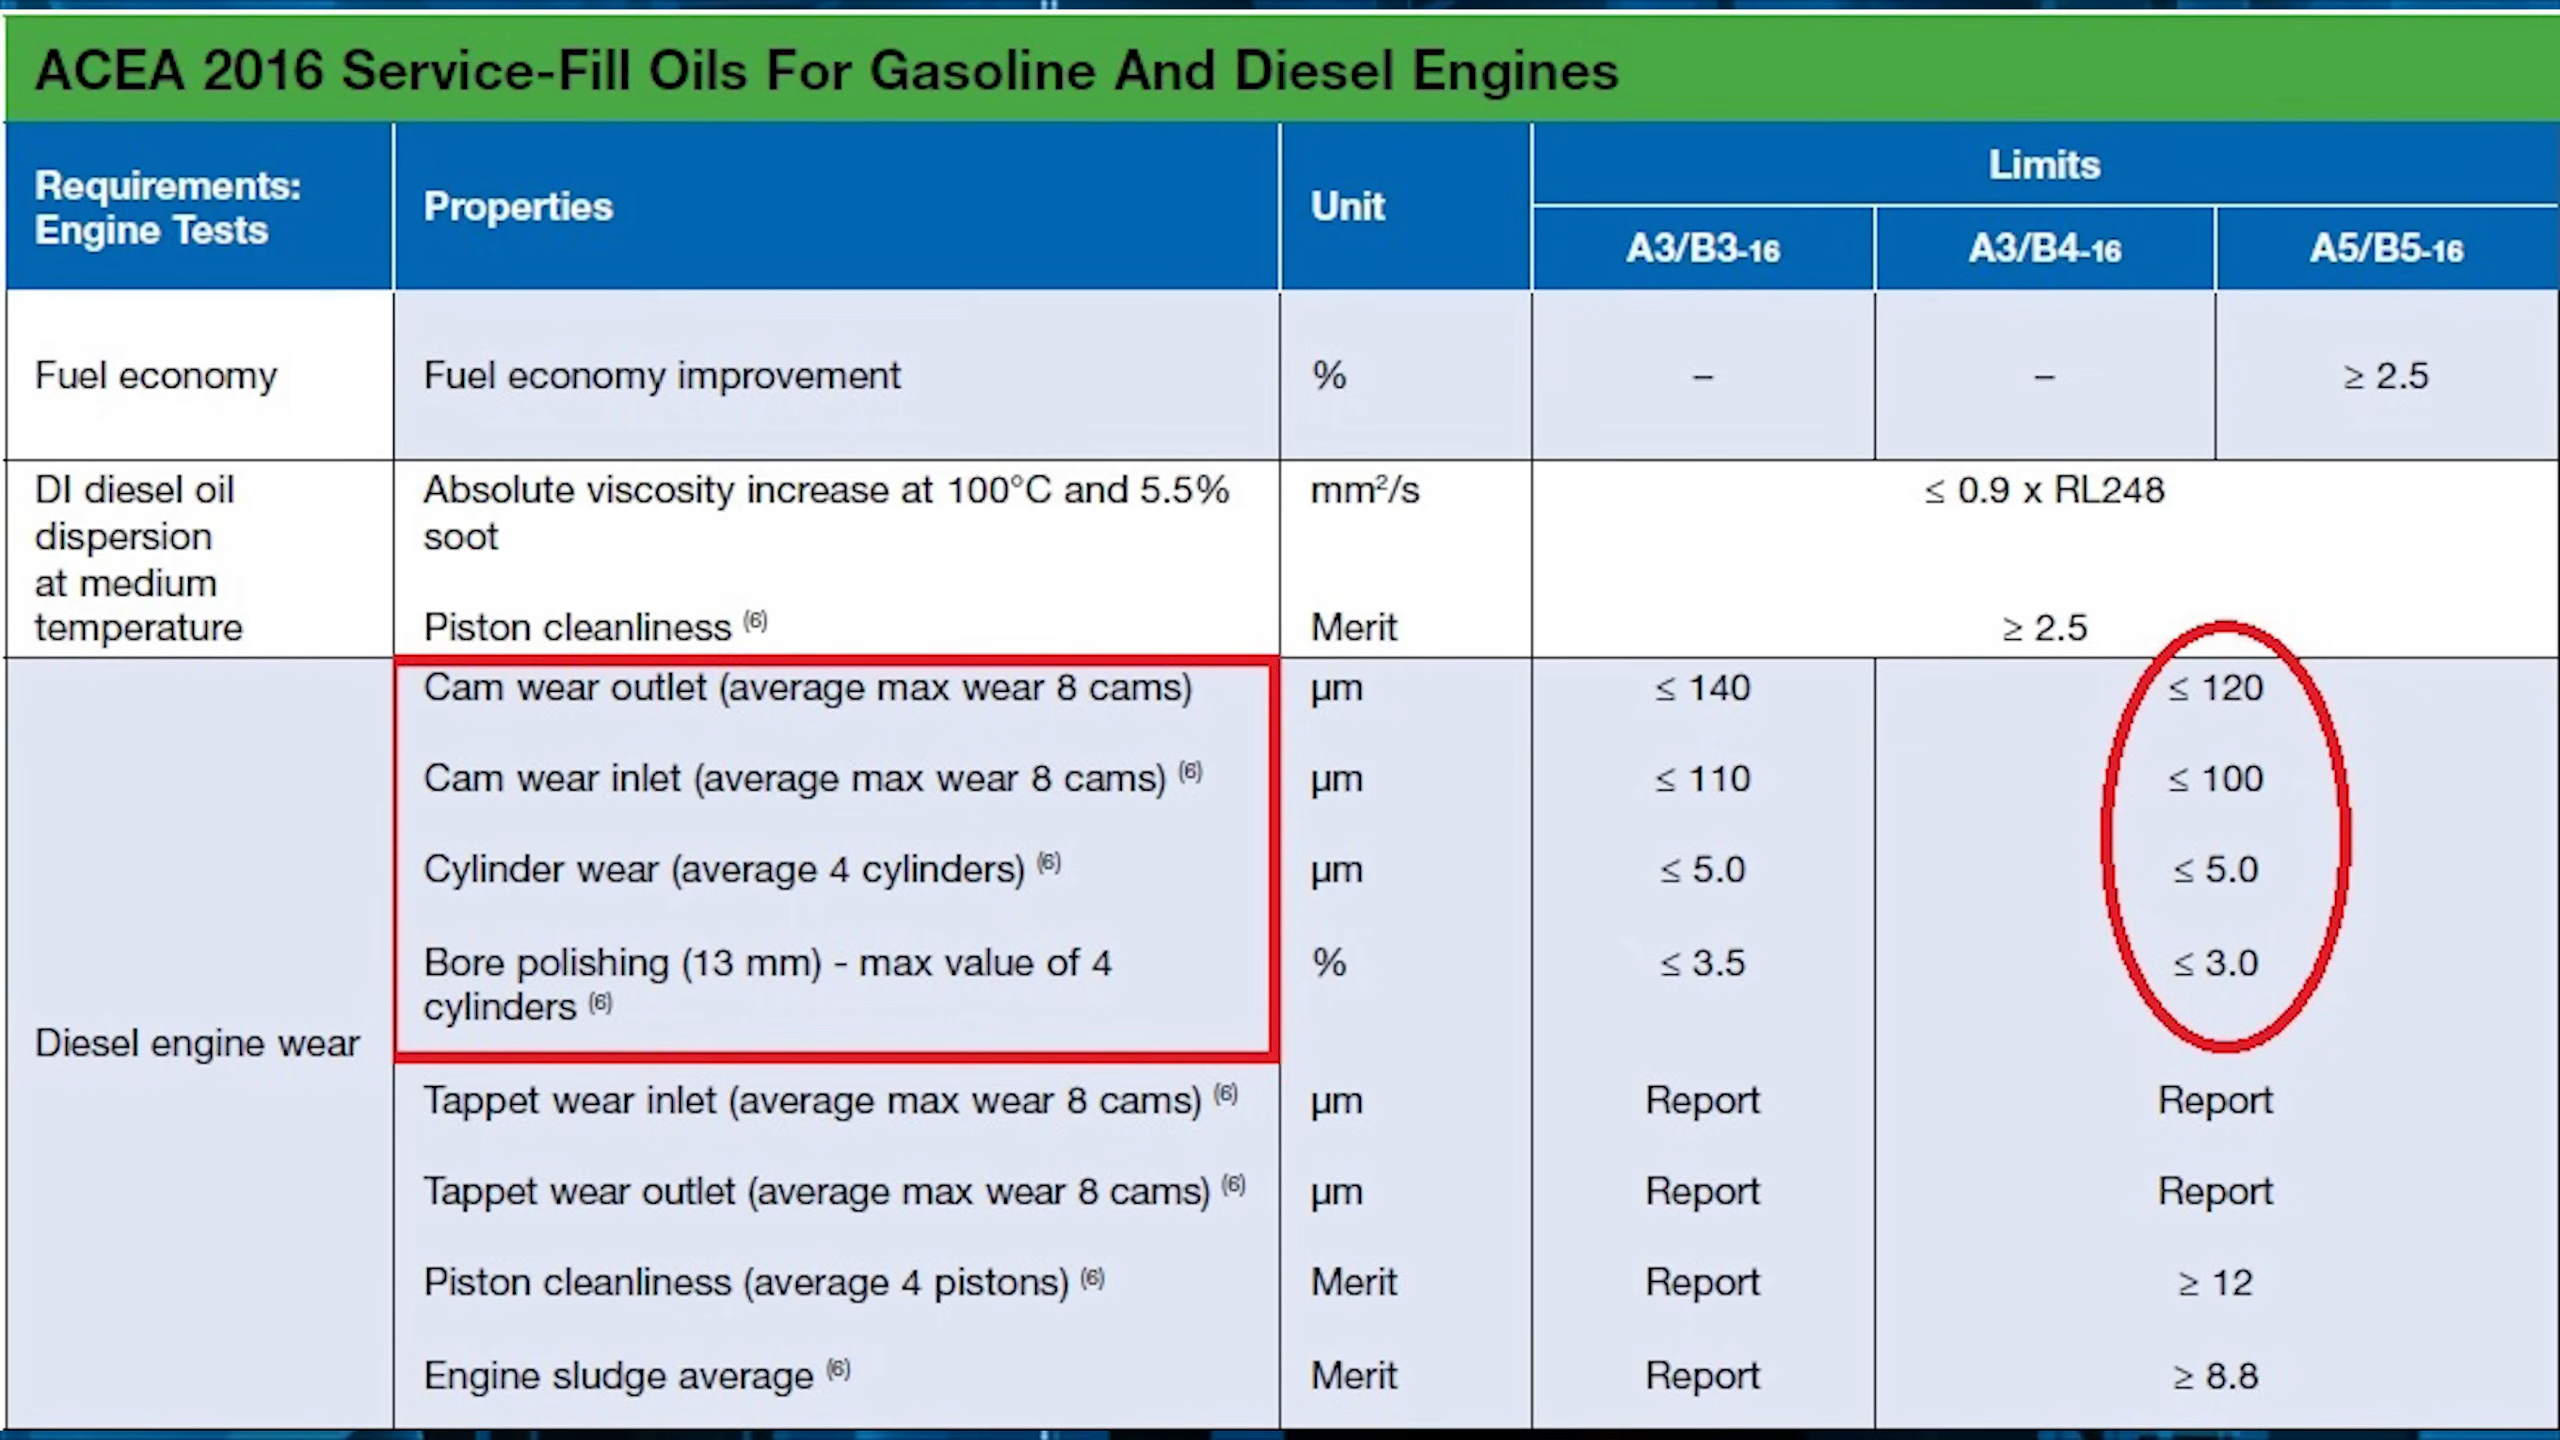 ACEA 2016 Service-Fill Oils For Gasoline And Diesel Engines
Requirements:
Engine Tests
Properties
Unit
Limits
A3/B3-16
A3/B4-16
A5/B5-16
Fuel economy
Fuel economy improvement
%
–
–
≥ 2.5
DI diesel oil
dispersion
at medium
temperature
Absolute viscosity increase at 100°C and 5.5%
soot
mm²/s
≤ 0.9 x RL248
Piston cleanliness (6)
Merit
≥ 2.5
Diesel engine wear
Cam wear outlet (average max wear 8 cams)
µm
≤ 140
≤ 120
Cam wear inlet (average max wear 8 cams) (6)
µm
≤ 110
≤ 100
Cylinder wear (average 4 cylinders) (6)
µm
≤ 5.0
≤ 5.0
Bore polishing (13 mm) - max value of 4
cylinders (6)
%
≤ 3.5
≤ 3.0
Tappet wear inlet (average max wear 8 cams) (6)
µm
Report
Report
Tappet wear outlet (average max wear 8 cams) (6)
µm
Report
Report
Piston cleanliness (average 4 pistons) (6)
Merit
Report
≥ 12
Engine sludge average (6)
Merit
Report
≥ 8.8